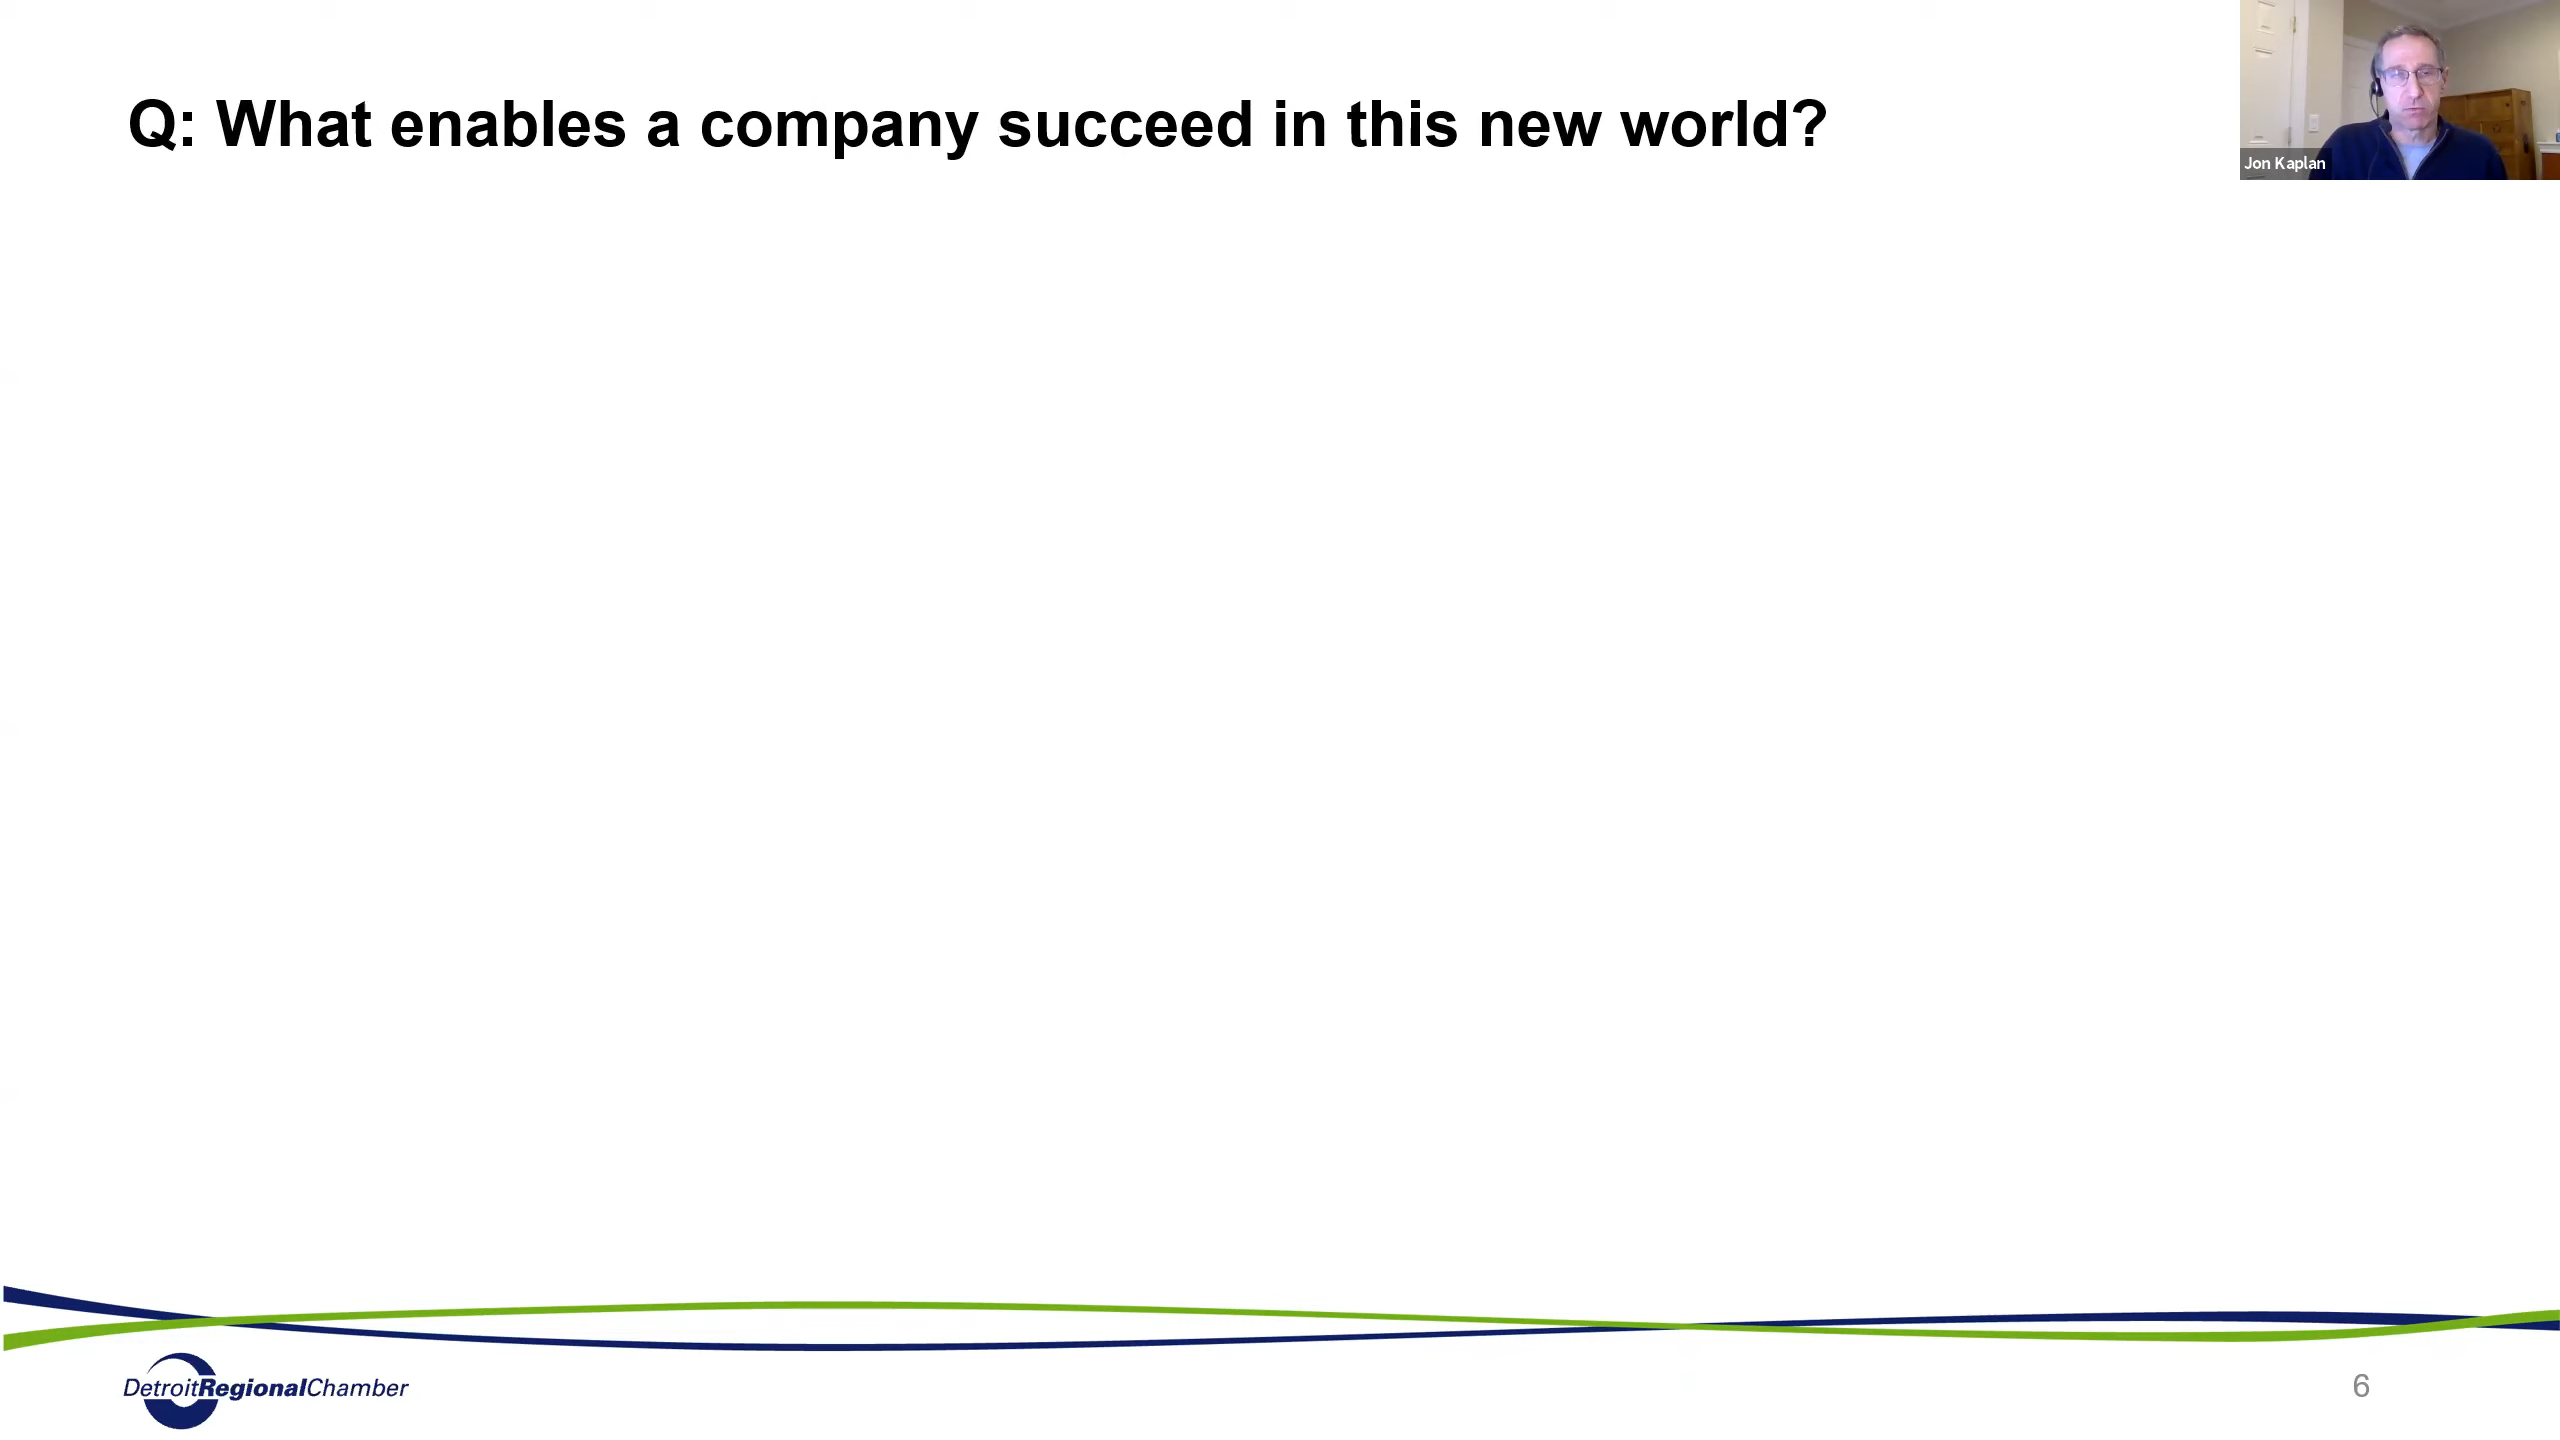 Q: What enables a company succeed in this new world?
Jon Kaplan
DetroitRegionalChamber
6